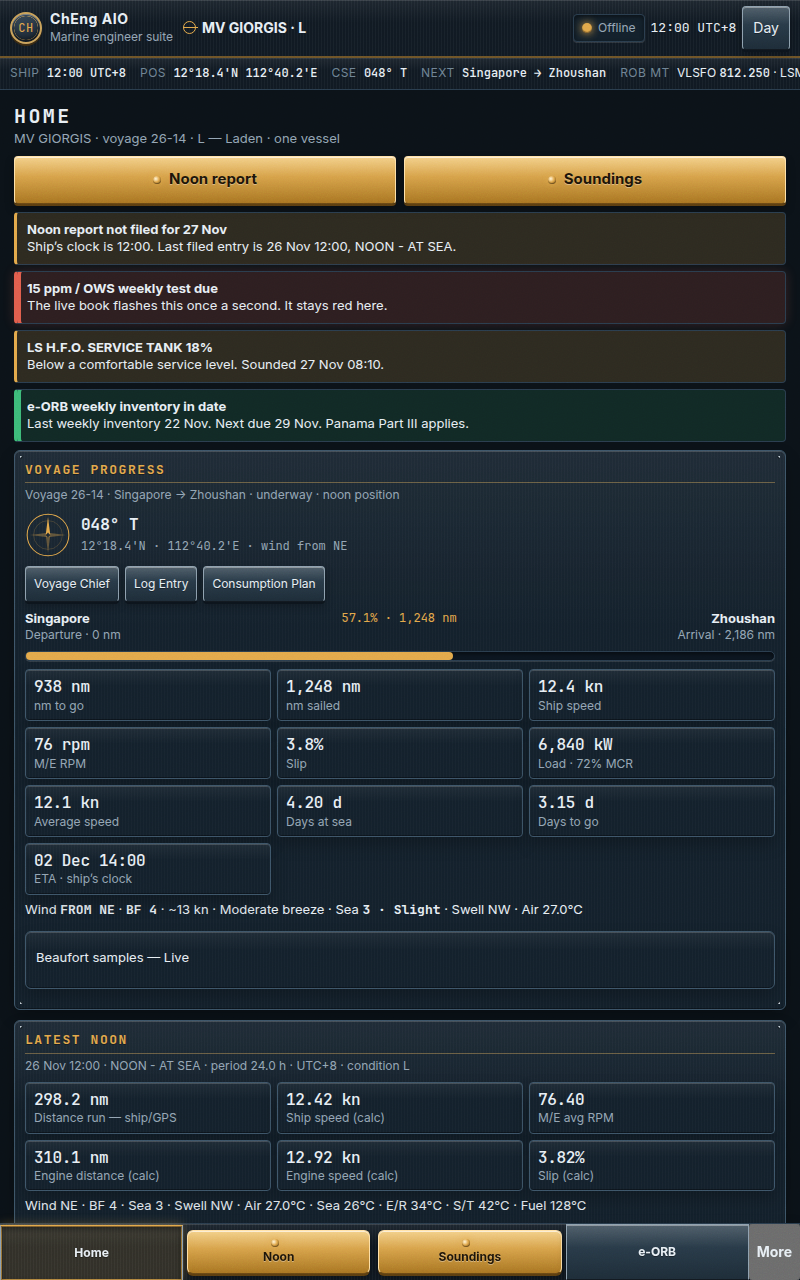 CH
ChEng AIO
Marine engineer suite
MV GIORGIS · L
Offline
12:00 UTC+8
Day
SHIP 12:00 UTC+8 POS 12°18.4'N 112°40.2'E CSE 048° T NEXT Singapore → Zhoushan ROB MT VLSFO 812.250 · LSM
HOME
MV GIORGIS · voyage 26-14 · L — Laden · one vessel
Noon report
Soundings
Noon report not filed for 27 Nov
Ship's clock is 12:00. Last filed entry is 26 Nov 12:00, NOON - AT SEA.
15 ppm / OWS weekly test due
The live book flashes this once a second. It stays red here.
LS H.F.O. SERVICE TANK 18%
Below a comfortable service level. Sounded 27 Nov 08:10.
e-ORB weekly inventory in date
Last weekly inventory 22 Nov. Next due 29 Nov. Panama Part III applies.
VOYAGE PROGRESS
Voyage 26-14 · Singapore → Zhoushan · underway · noon position
048° T
12°18.4'N · 112°40.2'E · wind from NE
Voyage Chief
Log Entry
Consumption Plan
Singapore 57.1% · 1,248 nm Zhoushan
Departure · 0 nm Arrival · 2,186 nm
938 nm
nm to go
1,248 nm
nm sailed
12.4 kn
Ship speed
76 rpm
M/E RPM
3.8%
Slip
6,840 kW
Load · 72% MCR
12.1 kn
Average speed
4.20 d
Days at sea
3.15 d
Days to go
02 Dec 14:00
ETA · ship's clock
Wind FROM NE · BF 4 · ~13 kn · Moderate breeze · Sea 3 · Slight · Swell NW · Air 27.0°C
Beaufort samples — Live
LATEST NOON
26 Nov 12:00 · NOON - AT SEA · period 24.0 h · UTC+8 · condition L
298.2 nm
Distance run — ship/GPS
12.42 kn
Ship speed (calc)
76.40
M/E avg RPM
310.1 nm
Engine distance (calc)
12.92 kn
Engine speed (calc)
3.82%
Slip (calc)
Wind NE · BF 4 · Sea 3 · Swell NW · Air 27.0°C · Sea 26°C · E/R 34°C · S/T 42°C · Fuel 128°C
Home
Noon
Soundings
e-ORB
More